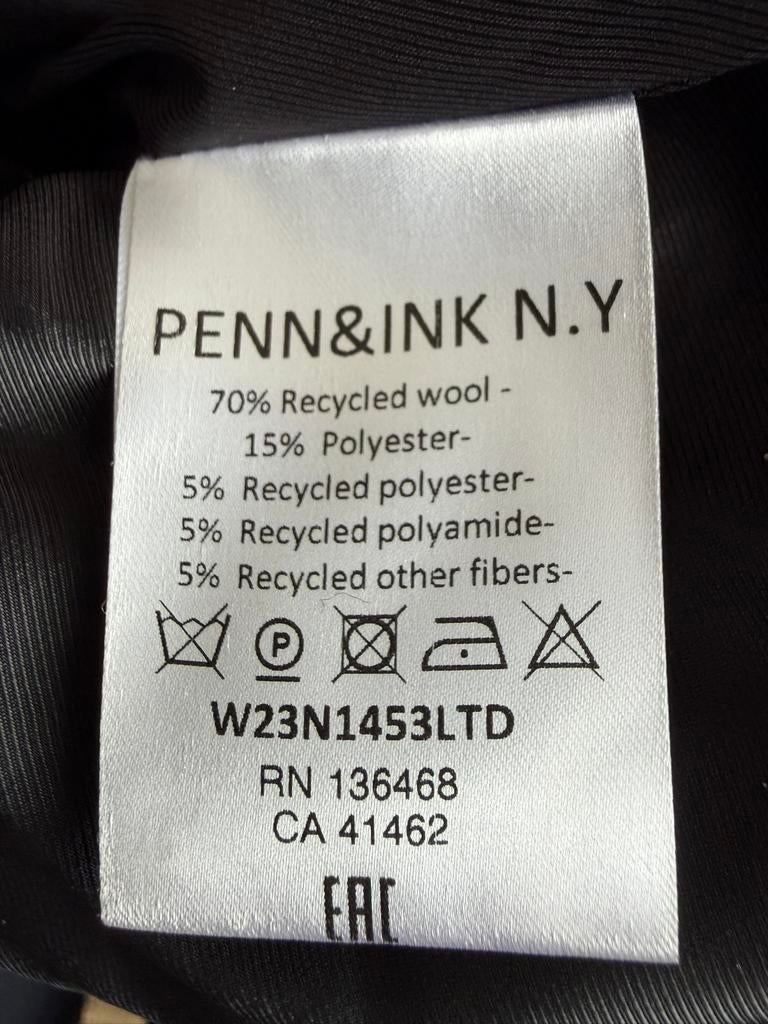 PENN&INK N.Y
70% Recycled wool -
15% Polyester-
5% Recycled polyester-
5% Recycled polyamide-
5% Recycled other fibers-
P
W23N1453LTD
RN 136468
CA 41462
EAC